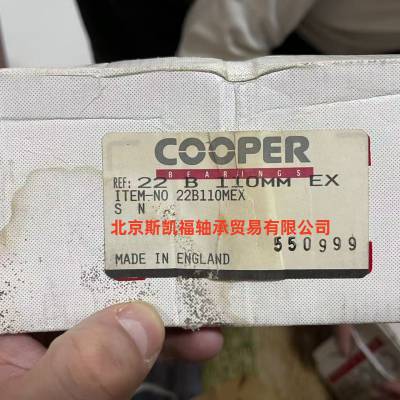 COOPER
BEARINGS
REF: 22 B 110MM EX
ITEM-NO 22B110MEX
S N
北京斯凯福轴承贸易有限公司
550999
MADE IN ENGLAND